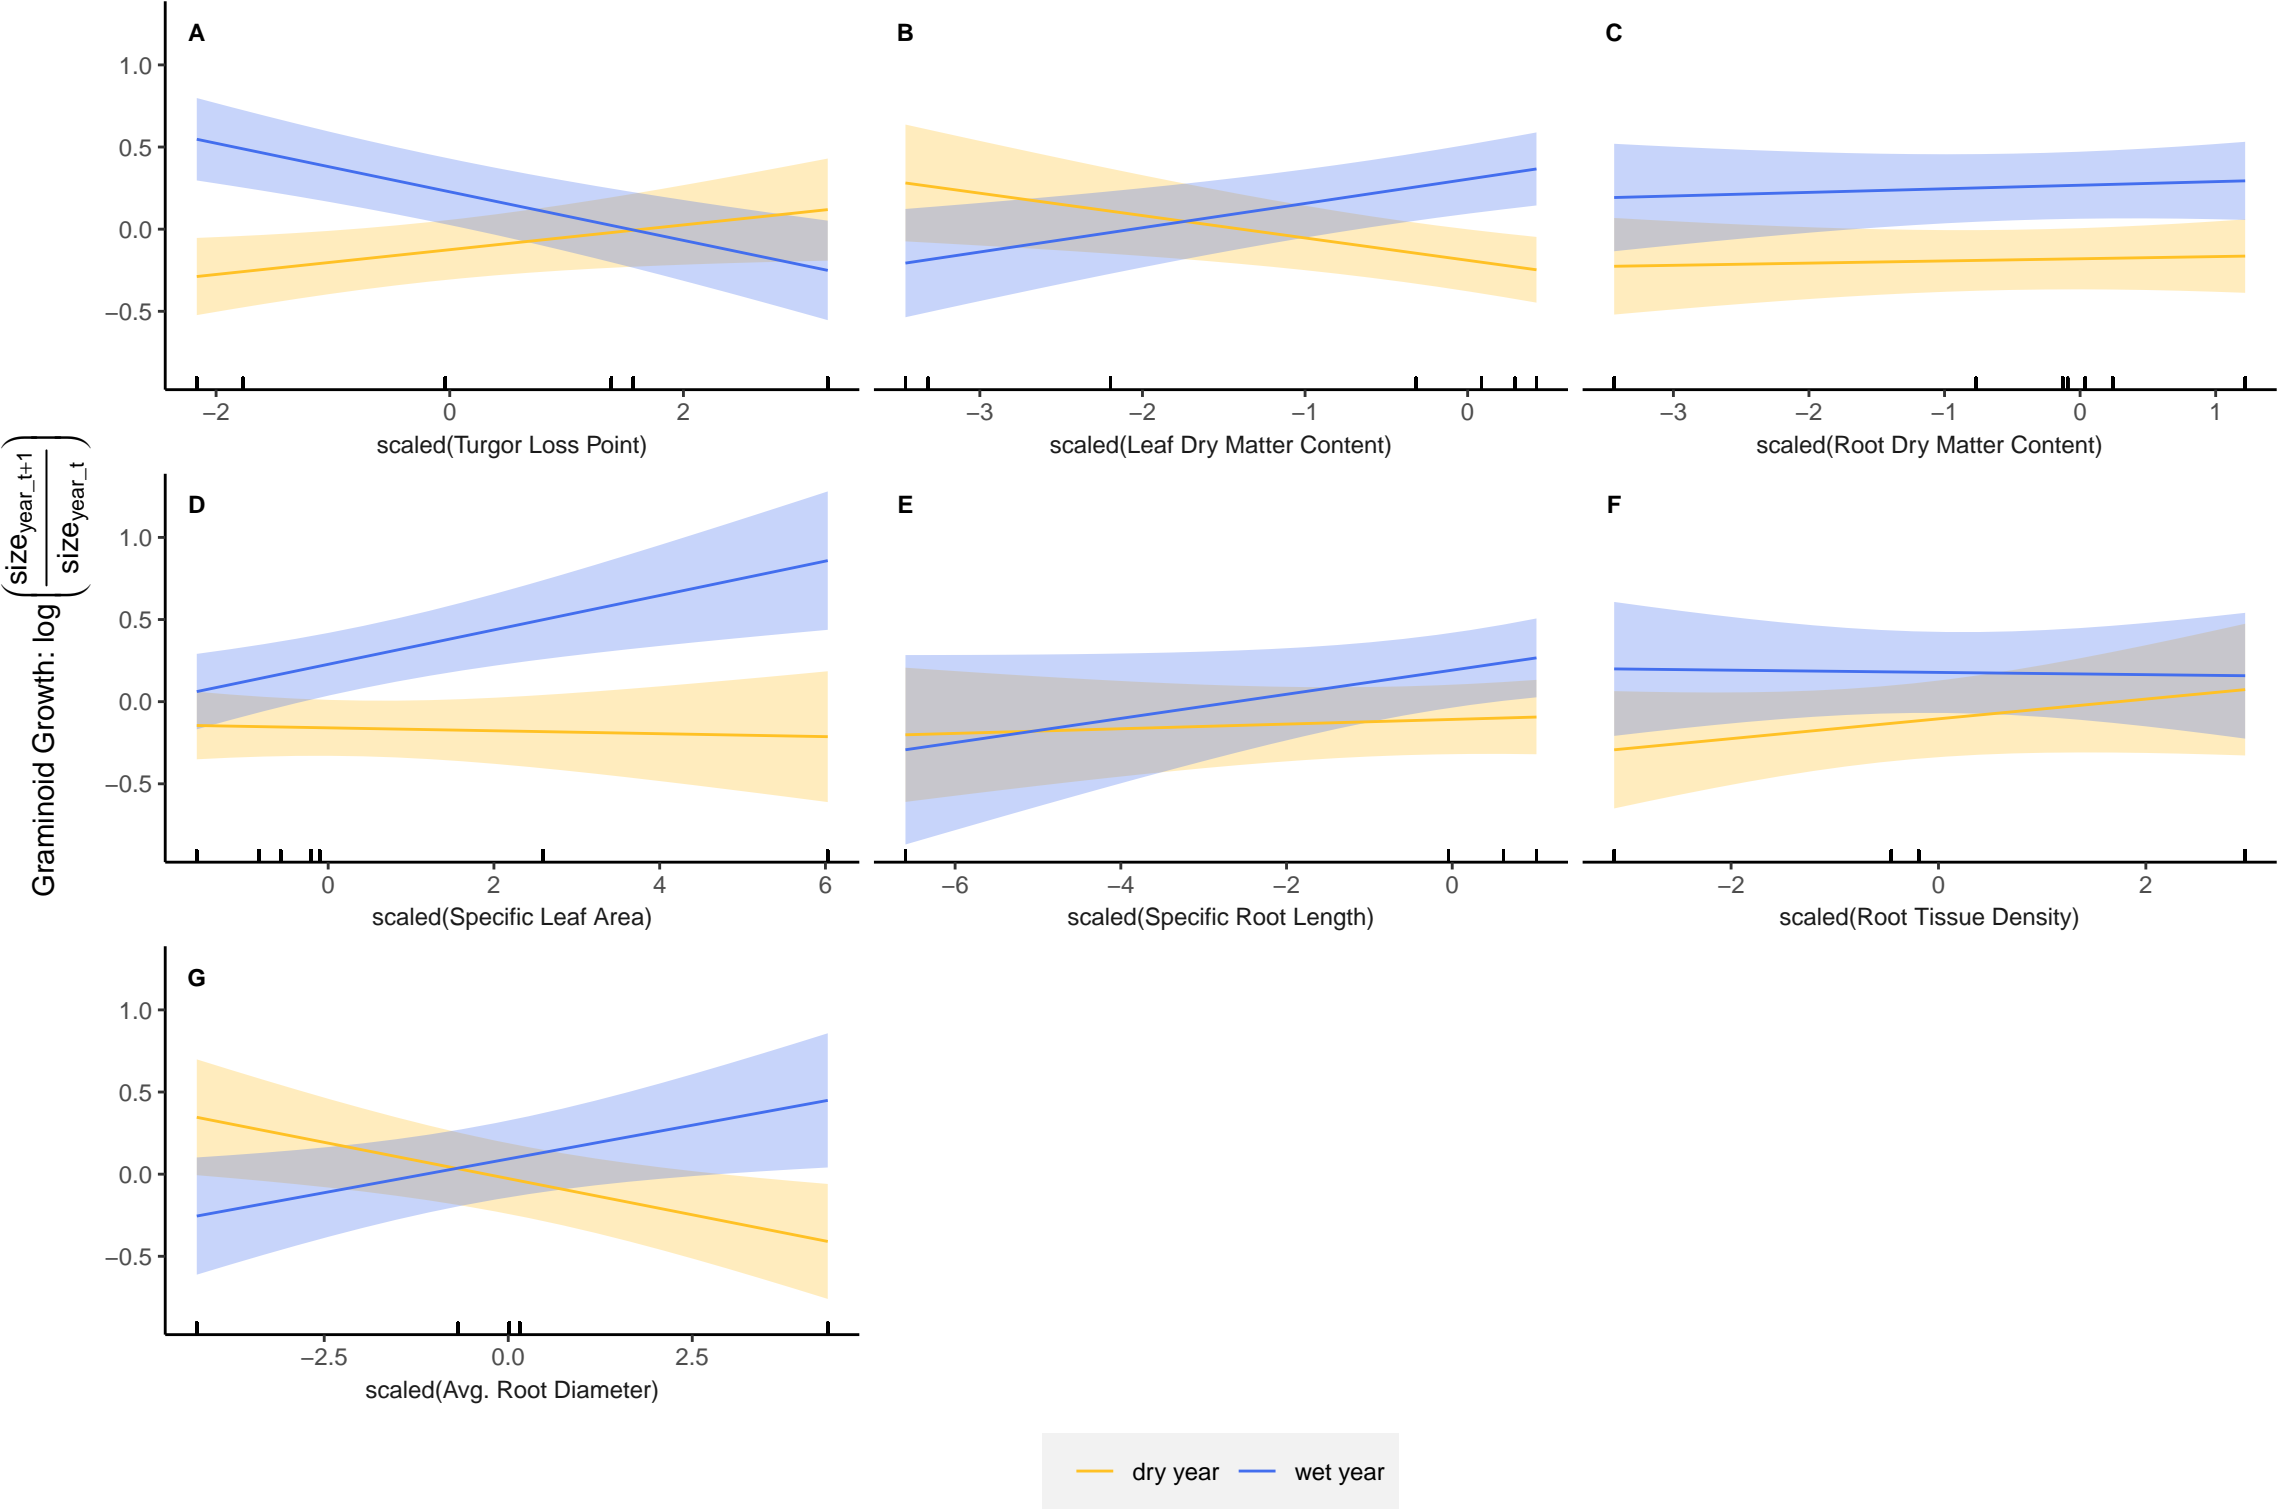 A
B
C
1.0
0.5
0.0
−0.5
−2
0
2
−3
−2
−1
0
−3
−2
−1
0
1
scaled(Turgor Loss Point)
scaled(Leaf Dry Matter Content)
scaled(Root Dry Matter Content)
Graminoid Growth: log (size year_t+1 / size year_t)
D
E
F
1.0
0.5
0.0
−0.5
0
2
4
6
−6
−4
−2
0
−2
0
2
scaled(Specific Leaf Area)
scaled(Specific Root Length)
scaled(Root Tissue Density)
G
1.0
0.5
0.0
−0.5
−2.5
0.0
2.5
scaled(Avg. Root Diameter)
dry year
wet year